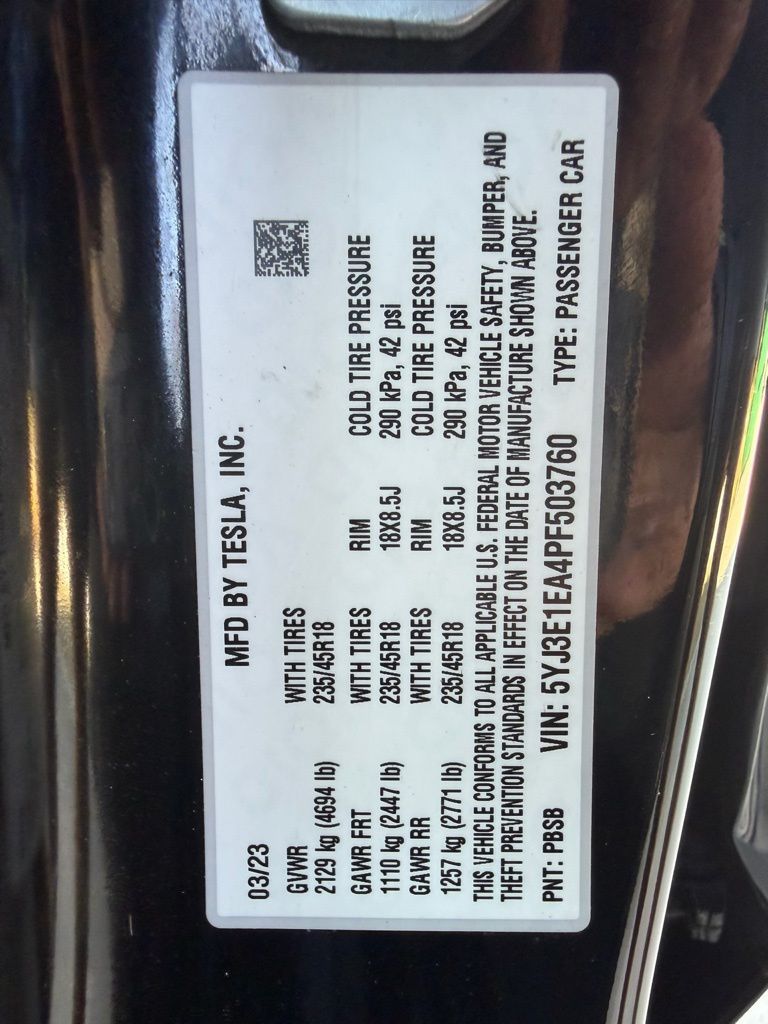 03/23 MFD BY TESLA, INC.
GVWR WITH TIRES
2129 kg (4694 lb) 235/45R18
GAWR FRT WITH TIRES RIM COLD TIRE PRESSURE
1110 kg (2447 lb) 235/45R18 18X8.5J 290 kPa, 42 psi
GAWR RR WITH TIRES RIM COLD TIRE PRESSURE
1257 kg (2771 lb) 235/45R18 18X8.5J 290 kPa, 42 psi
THIS VEHICLE CONFORMS TO ALL APPLICABLE U.S. FEDERAL MOTOR VEHICLE SAFETY, BUMPER, AND
THEFT PREVENTION STANDARDS IN EFFECT ON THE DATE OF MANUFACTURE SHOWN ABOVE.
PNT: PBSB VIN: 5YJ3E1EA4PF503760 TYPE: PASSENGER CAR